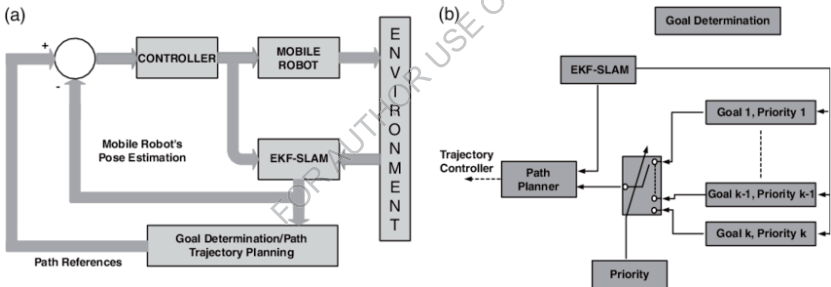 (a)
+
-
CONTROLLER
MOBILE
ROBOT
ENVIRONMENT
Mobile Robot's
Pose Estimation
EKF-SLAM
Goal Determination/Path
Trajectory Planning
Path References
FOR AUTHOR USE O
(b)
Goal Determination
EKF-SLAM
Goal 1, Priority 1
Trajectory
Controller
Path
Planner
Goal k-1, Priority k-1
Goal k, Priority k
Priority